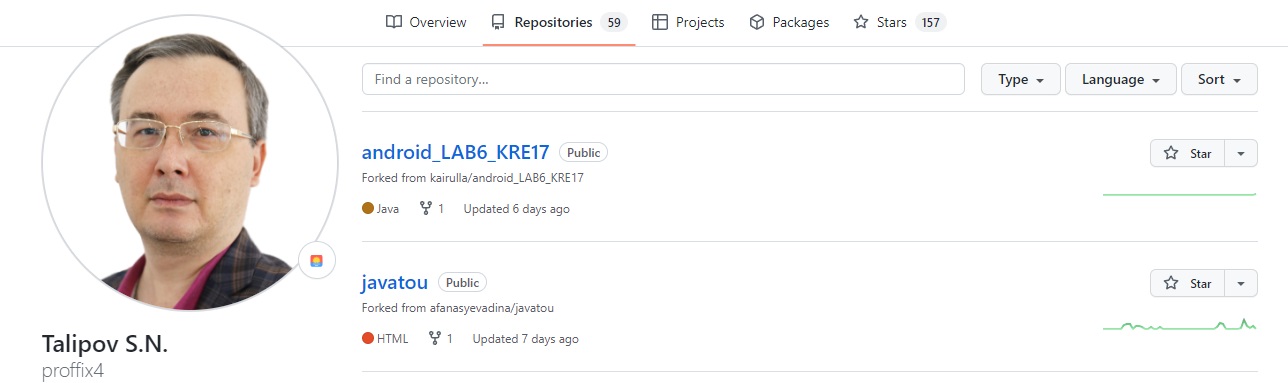 Overview Repositories 59 Projects Packages Stars 157
Find a repository...
Type Language Sort
android_LAB6_KRE17 Public
Star
Forked from kairulla/android_LAB6_KRE17
Java 1 Updated 6 days ago
javatou Public
Star
Forked from afanasyevadina/javatou
HTML 1 Updated 7 days ago
Talipov S.N.
proffix4